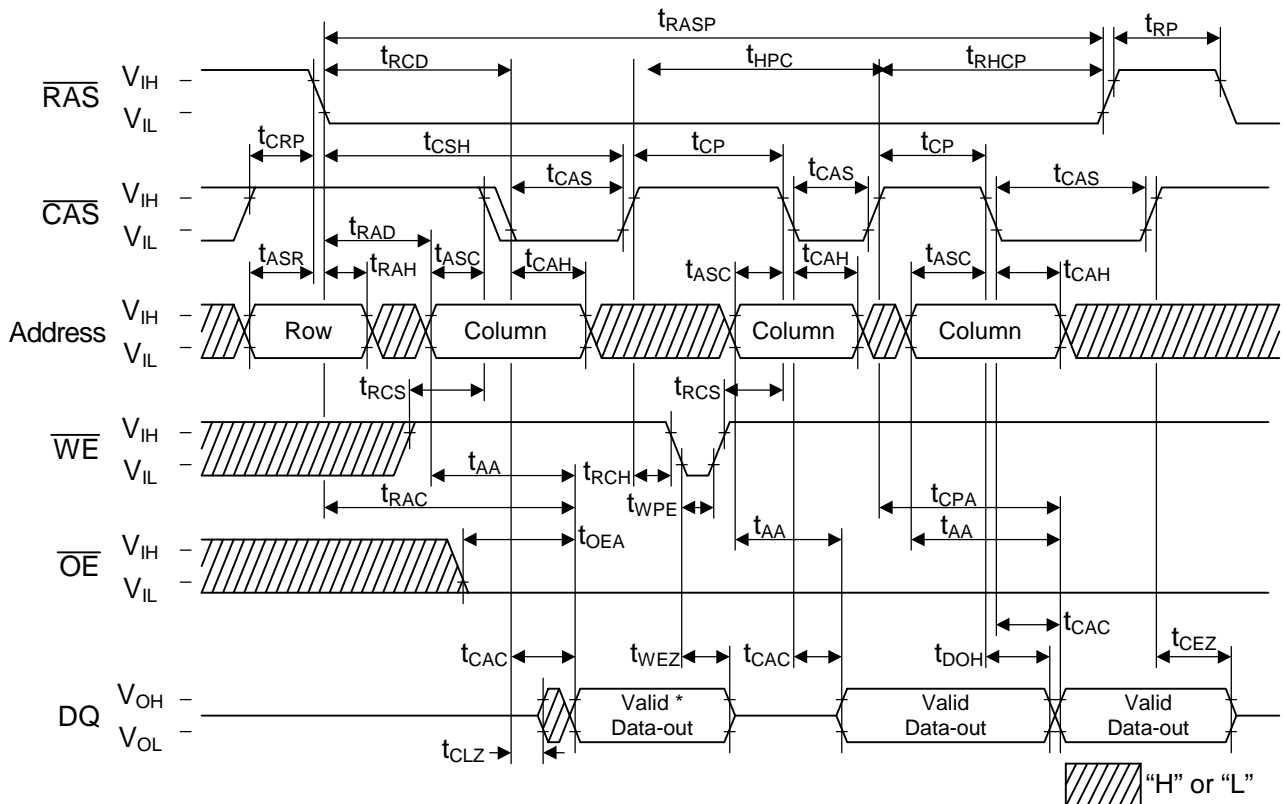 tRASP
tRP
tRCD
tHPC
tRHCP
RAS
VIH
VIL
tCRP
tCSH
tCP
tCP
tCAS
tCAS
tCAS
CAS
VIH
VIL
tRAD
tASR
tRAH
tASC
tCAH
tASC
tCAH
tASC
tCAH
Address
VIH
VIL
Row
Column
Column
Column
tRCS
tRCS
WE
VIH
VIL
tAA
tRCH
tRAC
tWPE
tCPA
tOEA
tAA
tAA
OE
VIH
VIL
tCAC
tCAC
tWEZ
tCAC
tDOH
tCEZ
DQ
VOH
VOL
Valid *
Data-out
Valid
Data-out
Valid
Data-out
tCLZ
"H" or "L"